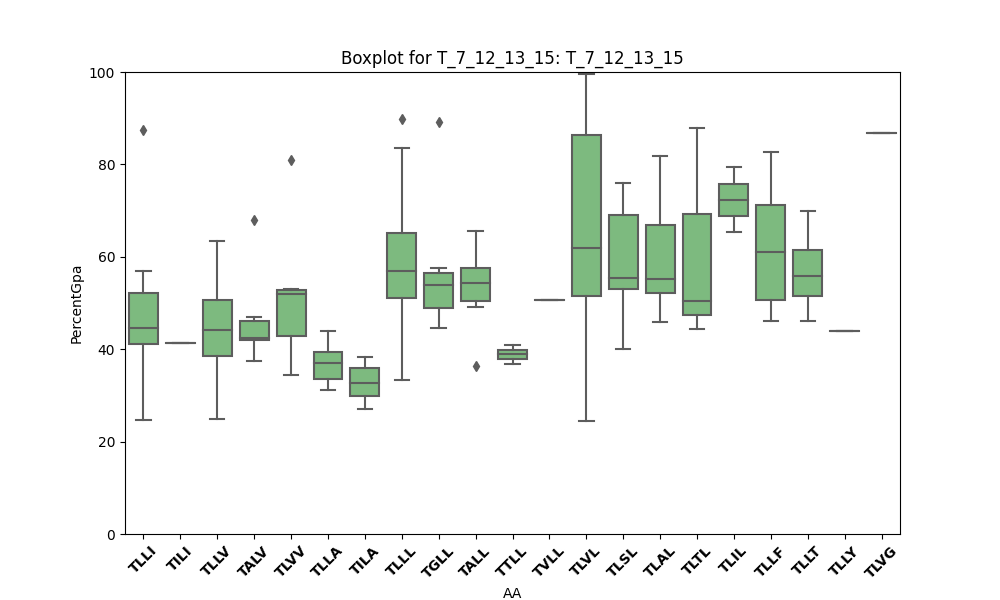 Boxplot for T_7_12_13_15: T_7_12_13_15
100
80
60
40
20
0
PercentGpa
TLLI TILI TLLV TALV TLVV TLLA TILA TLLL TGLL TALL TTLL TVLL TLVL TLSL TLAL TLTL TLIL TLLF TLLT TLLY TLVG
AA